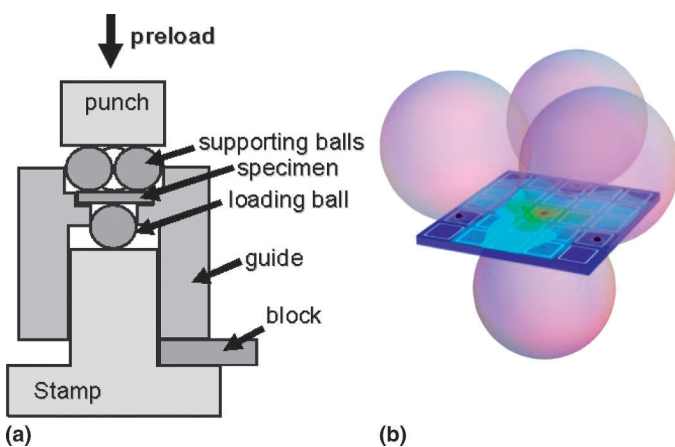 preload
punch
supporting balls
specimen
loading ball
guide
block
Stamp
(a)
(b)